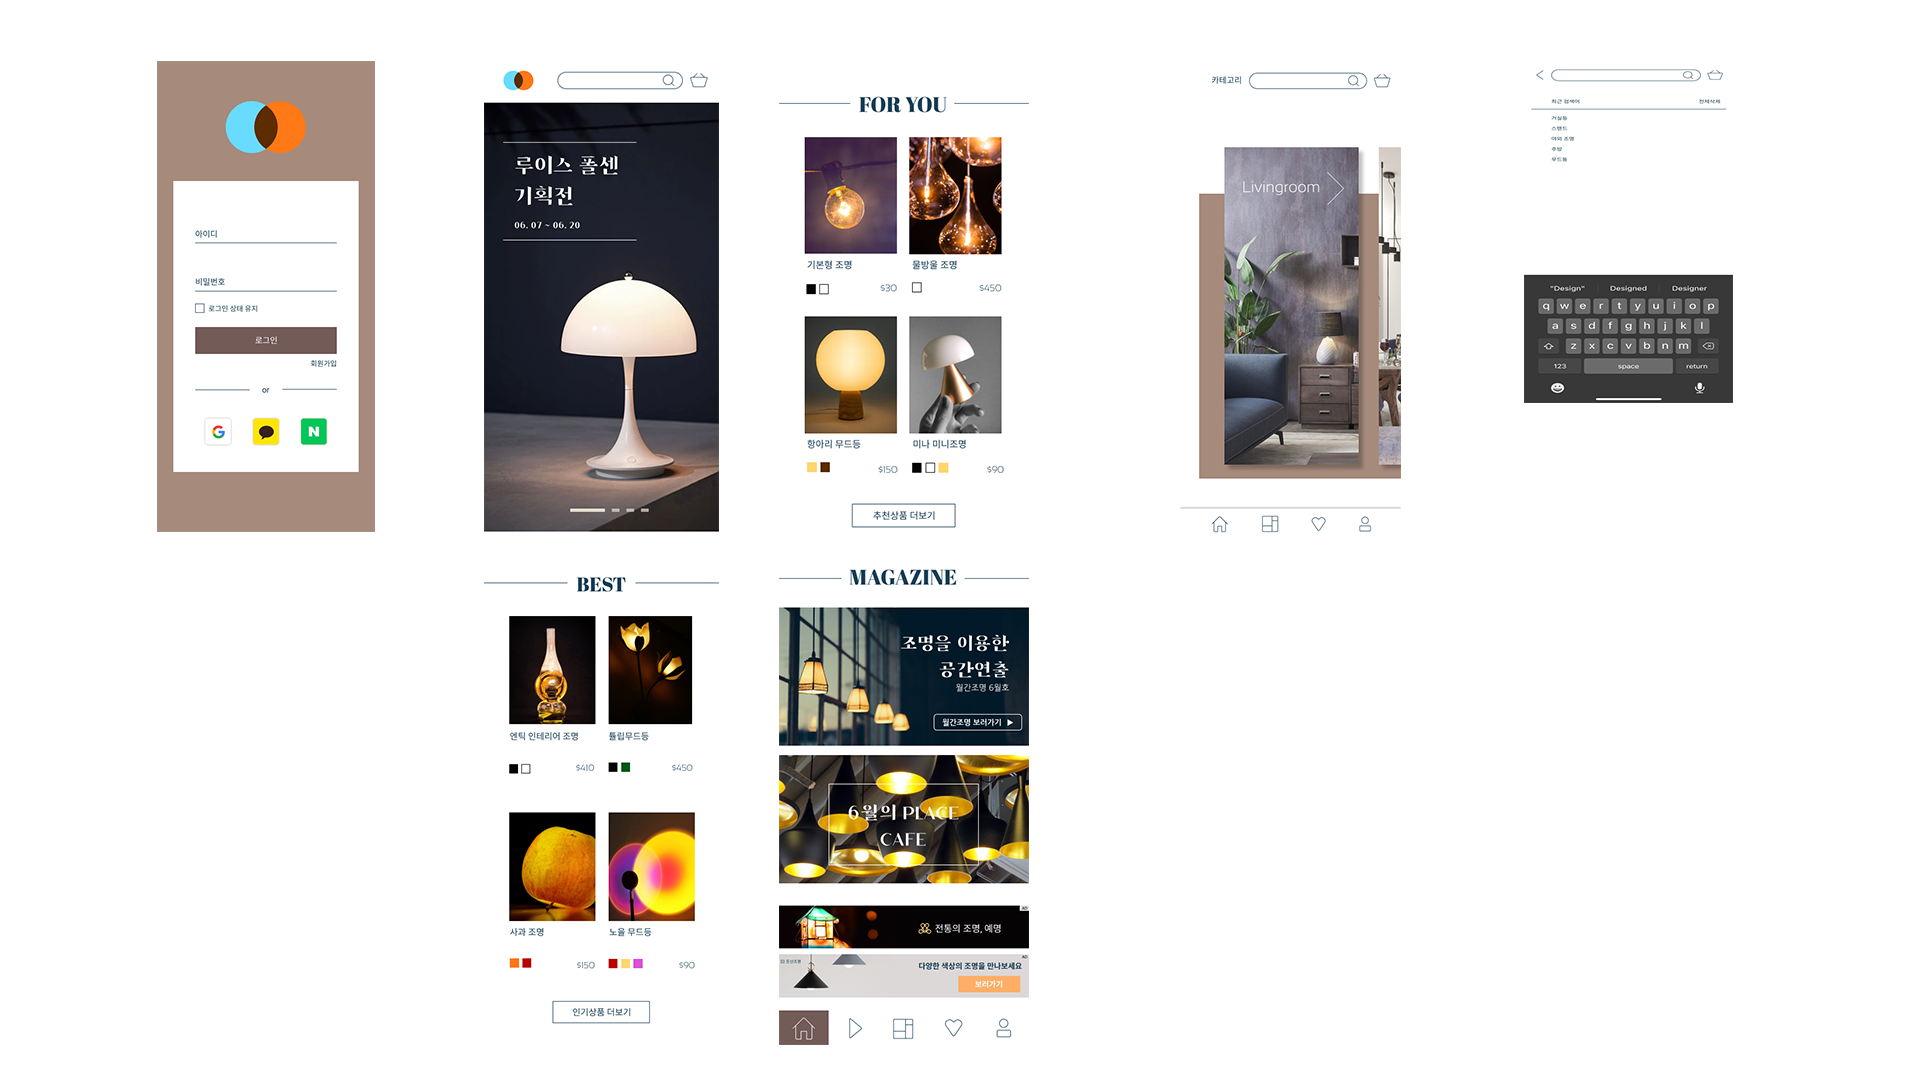 아이디
비밀번호
로그인 상태 유지
로그인
회원가입
or
G
N
루이스 폴센
기획전
06. 07 ~ 06. 20
BEST
엔틱 인테리어 조명
$410
튤립무드등
$450
사과 조명
$150
노을 무드등
$90
인기상품 더보기
FOR YOU
기본형 조명
$30
물방울 조명
$450
항아리 무드등
$150
미나 미니조명
$90
추천상품 더보기
MAGAZINE
조명을 이용한
공간연출
월간조명 6월호
월간조명 보러가기 ▶
6월의 PLACE
CAFE
AD
전통의 조명, 예명
AD
다양한 색상의 조명을 만나보세요
보러가기
카테고리
Livingroom
최근 검색어
전체삭제
거실등
스탠드
야외 조명
주방
무드등
"Design"
Designed
Designer
q w e r t y u i o p
a s d f g h j k l
z x c v b n m
123
space
return